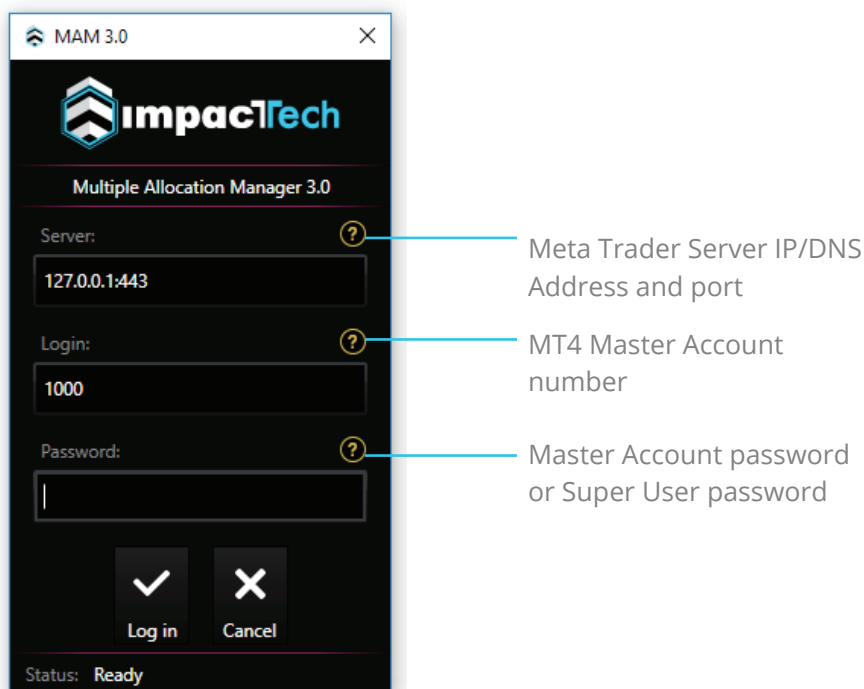 MAM 3.0
impacTTech
Multiple Allocation Manager 3.0
Server:
127.0.0.1:443
Meta Trader Server IP/DNS
Address and port
Login:
1000
MT4 Master Account
number
Password:
Master Account password
or Super User password
Log in Cancel
Status: Ready